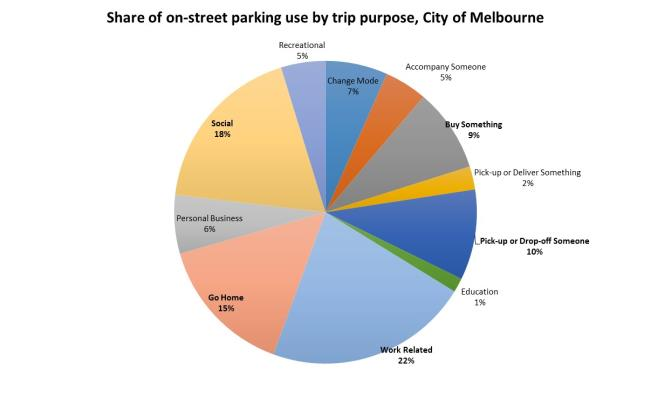 Share of on-street parking use by trip purpose, City of Melbourne
Recreational
5%
Change Mode
7%
Accompany Someone
5%
Buy Something
9%
Pick-up or Deliver Something
2%
Pick-up or Drop-off Someone
10%
Education
1%
Work Related
22%
Go Home
15%
Personal Business
6%
Social
18%